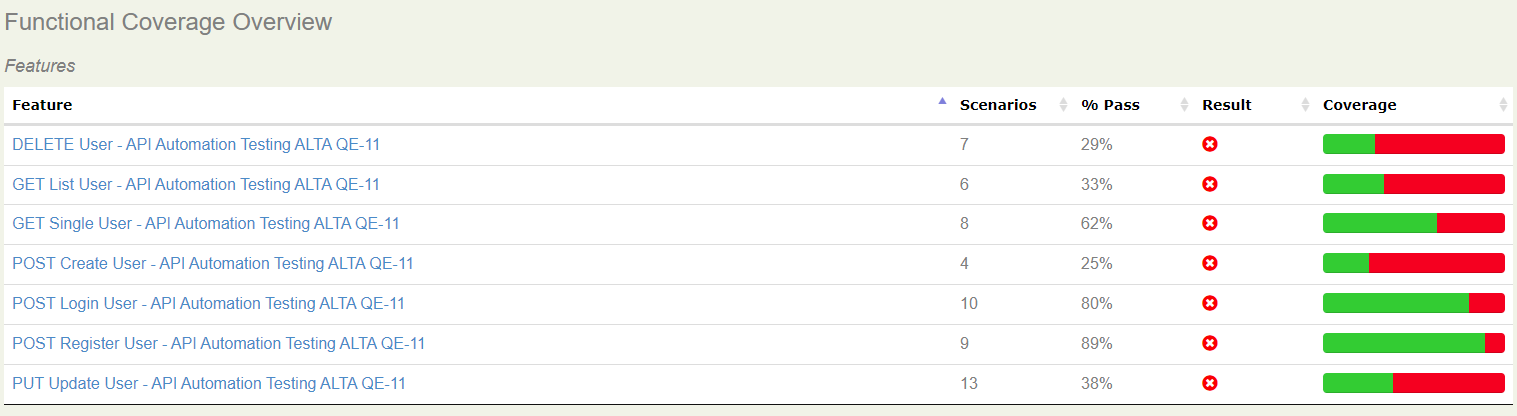 Functional Coverage Overview
Features
Feature Scenarios % Pass Result Coverage
DELETE User - API Automation Testing ALTA QE-11 7 29%
GET List User - API Automation Testing ALTA QE-11 6 33%
GET Single User - API Automation Testing ALTA QE-11 8 62%
POST Create User - API Automation Testing ALTA QE-11 4 25%
POST Login User - API Automation Testing ALTA QE-11 10 80%
POST Register User - API Automation Testing ALTA QE-11 9 89%
PUT Update User - API Automation Testing ALTA QE-11 13 38%